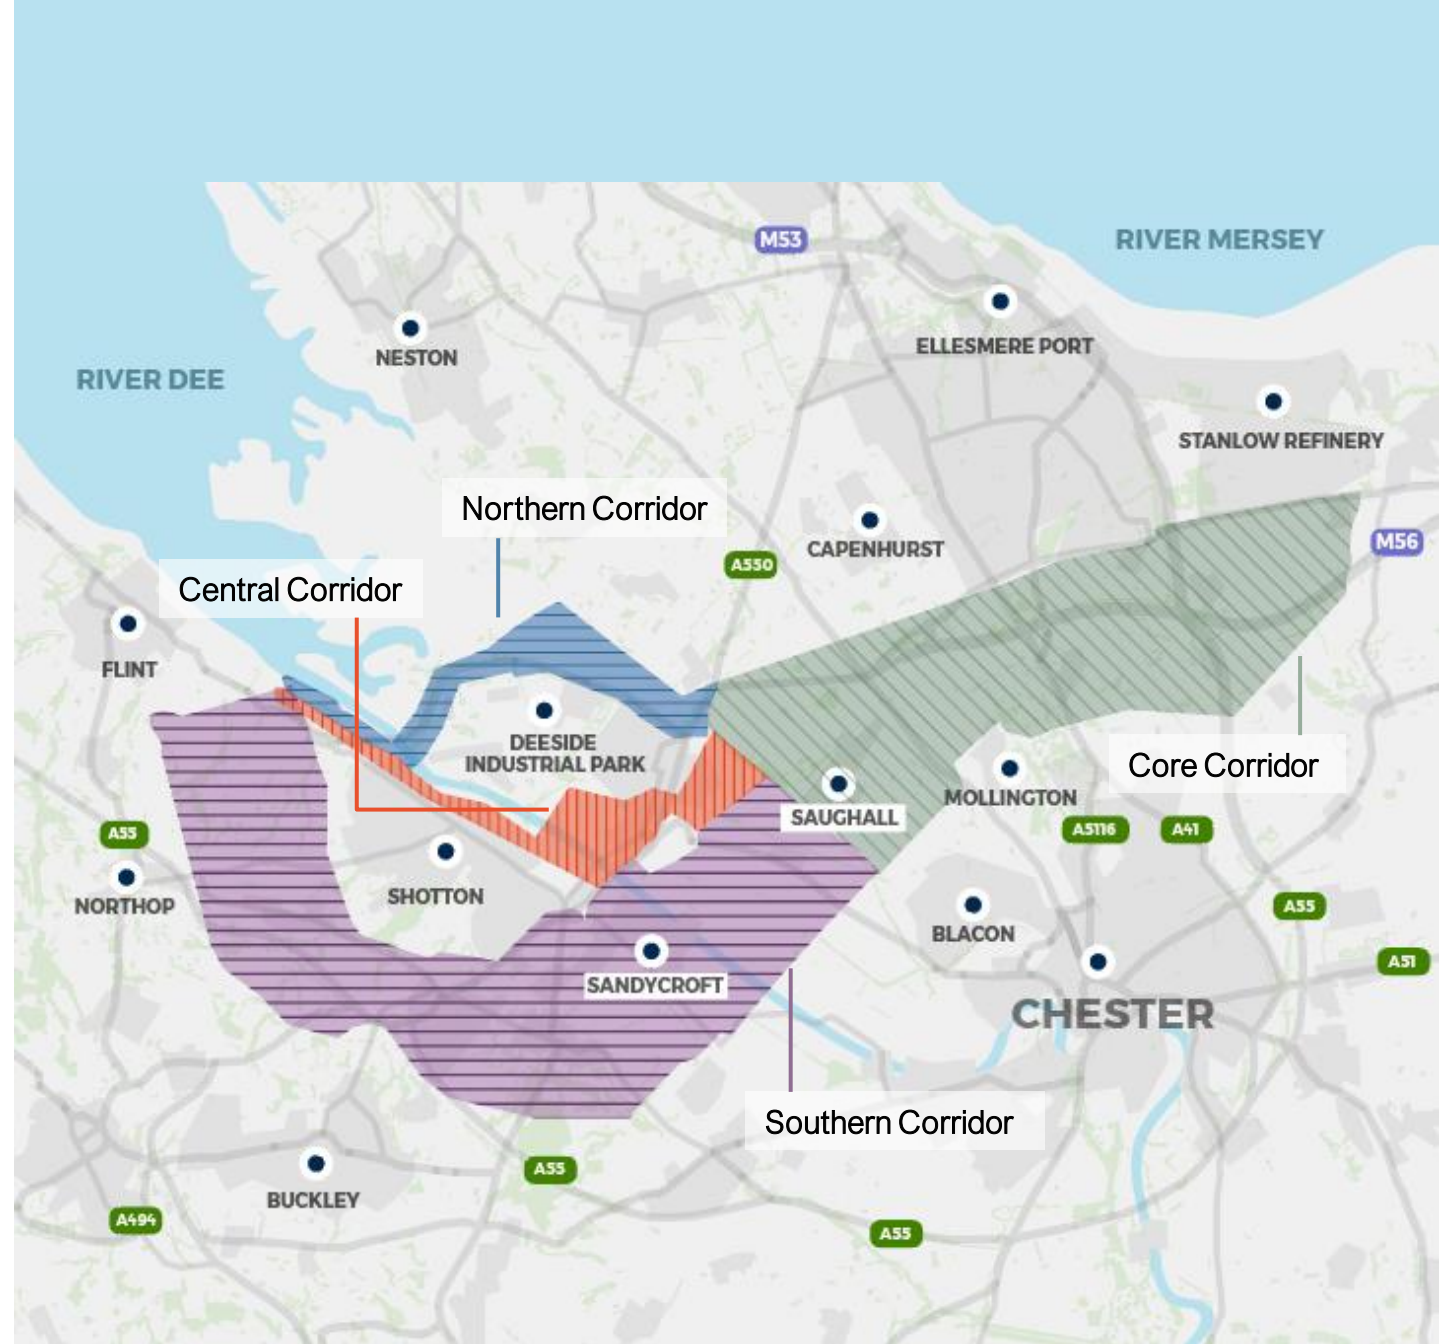 M53
RIVER MERSEY
NESTON
ELLESMERE PORT
RIVER DEE
STANLOW REFINERY
Northern Corridor
CAPENHURST
M56
A550
Central Corridor
FLINT
DEESIDE
INDUSTRIAL PARK
Core Corridor
MOLLINGTON
SAUGHALL
A5116
A41
A55
NORTHOP
SHOTTON
A55
BLACON
A51
SANDYCROFT
CHESTER
Southern Corridor
A55
BUCKLEY
A494
A55